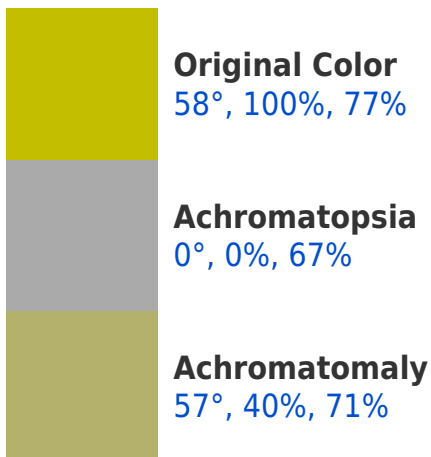 Original Color
58°, 100%, 77%
Achromatopsia
0°, 0%, 67%
Achromatomaly
57°, 40%, 71%